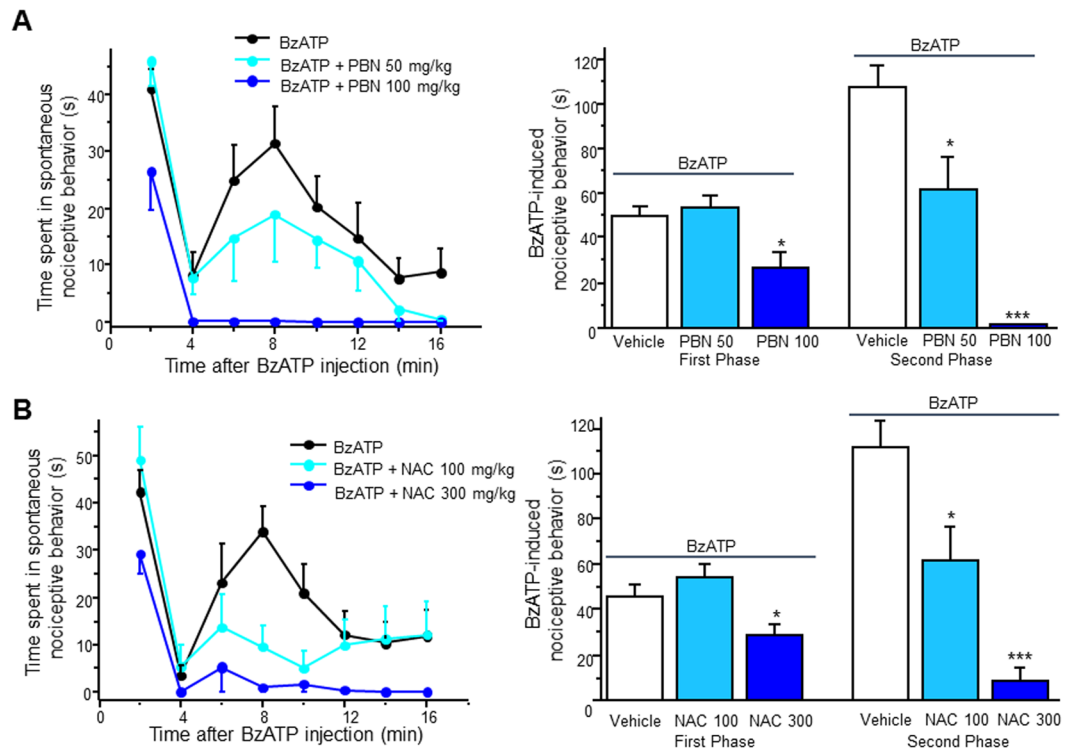 A
BzATP
BzATP + PBN 50 mg/kg
BzATP + PBN 100 mg/kg
Time spent in spontaneous
nociceptive behavior (s)
40
30
20
10
0
0 4 8 12 16
Time after BzATP injection (min)
BzATP-induced
nociceptive behavior (s)
120
100
80
60
40
20
0
BzATP
BzATP
*
*
***
Vehicle PBN 50 PBN 100 Vehicle PBN 50 PBN 100
First Phase Second Phase
B
BzATP
BzATP + NAC 100 mg/kg
BzATP + NAC 300 mg/kg
Time spent in spontaneous
nociceptive behavior (s)
50
40
30
20
10
0
0 4 8 12 16
Time after BzATP injection (min)
BzATP-induced
nociceptive behavior (s)
120
100
80
60
40
20
0
BzATP
BzATP
*
*
***
Vehicle NAC 100 NAC 300 Vehicle NAC 100 NAC 300
First Phase Second Phase